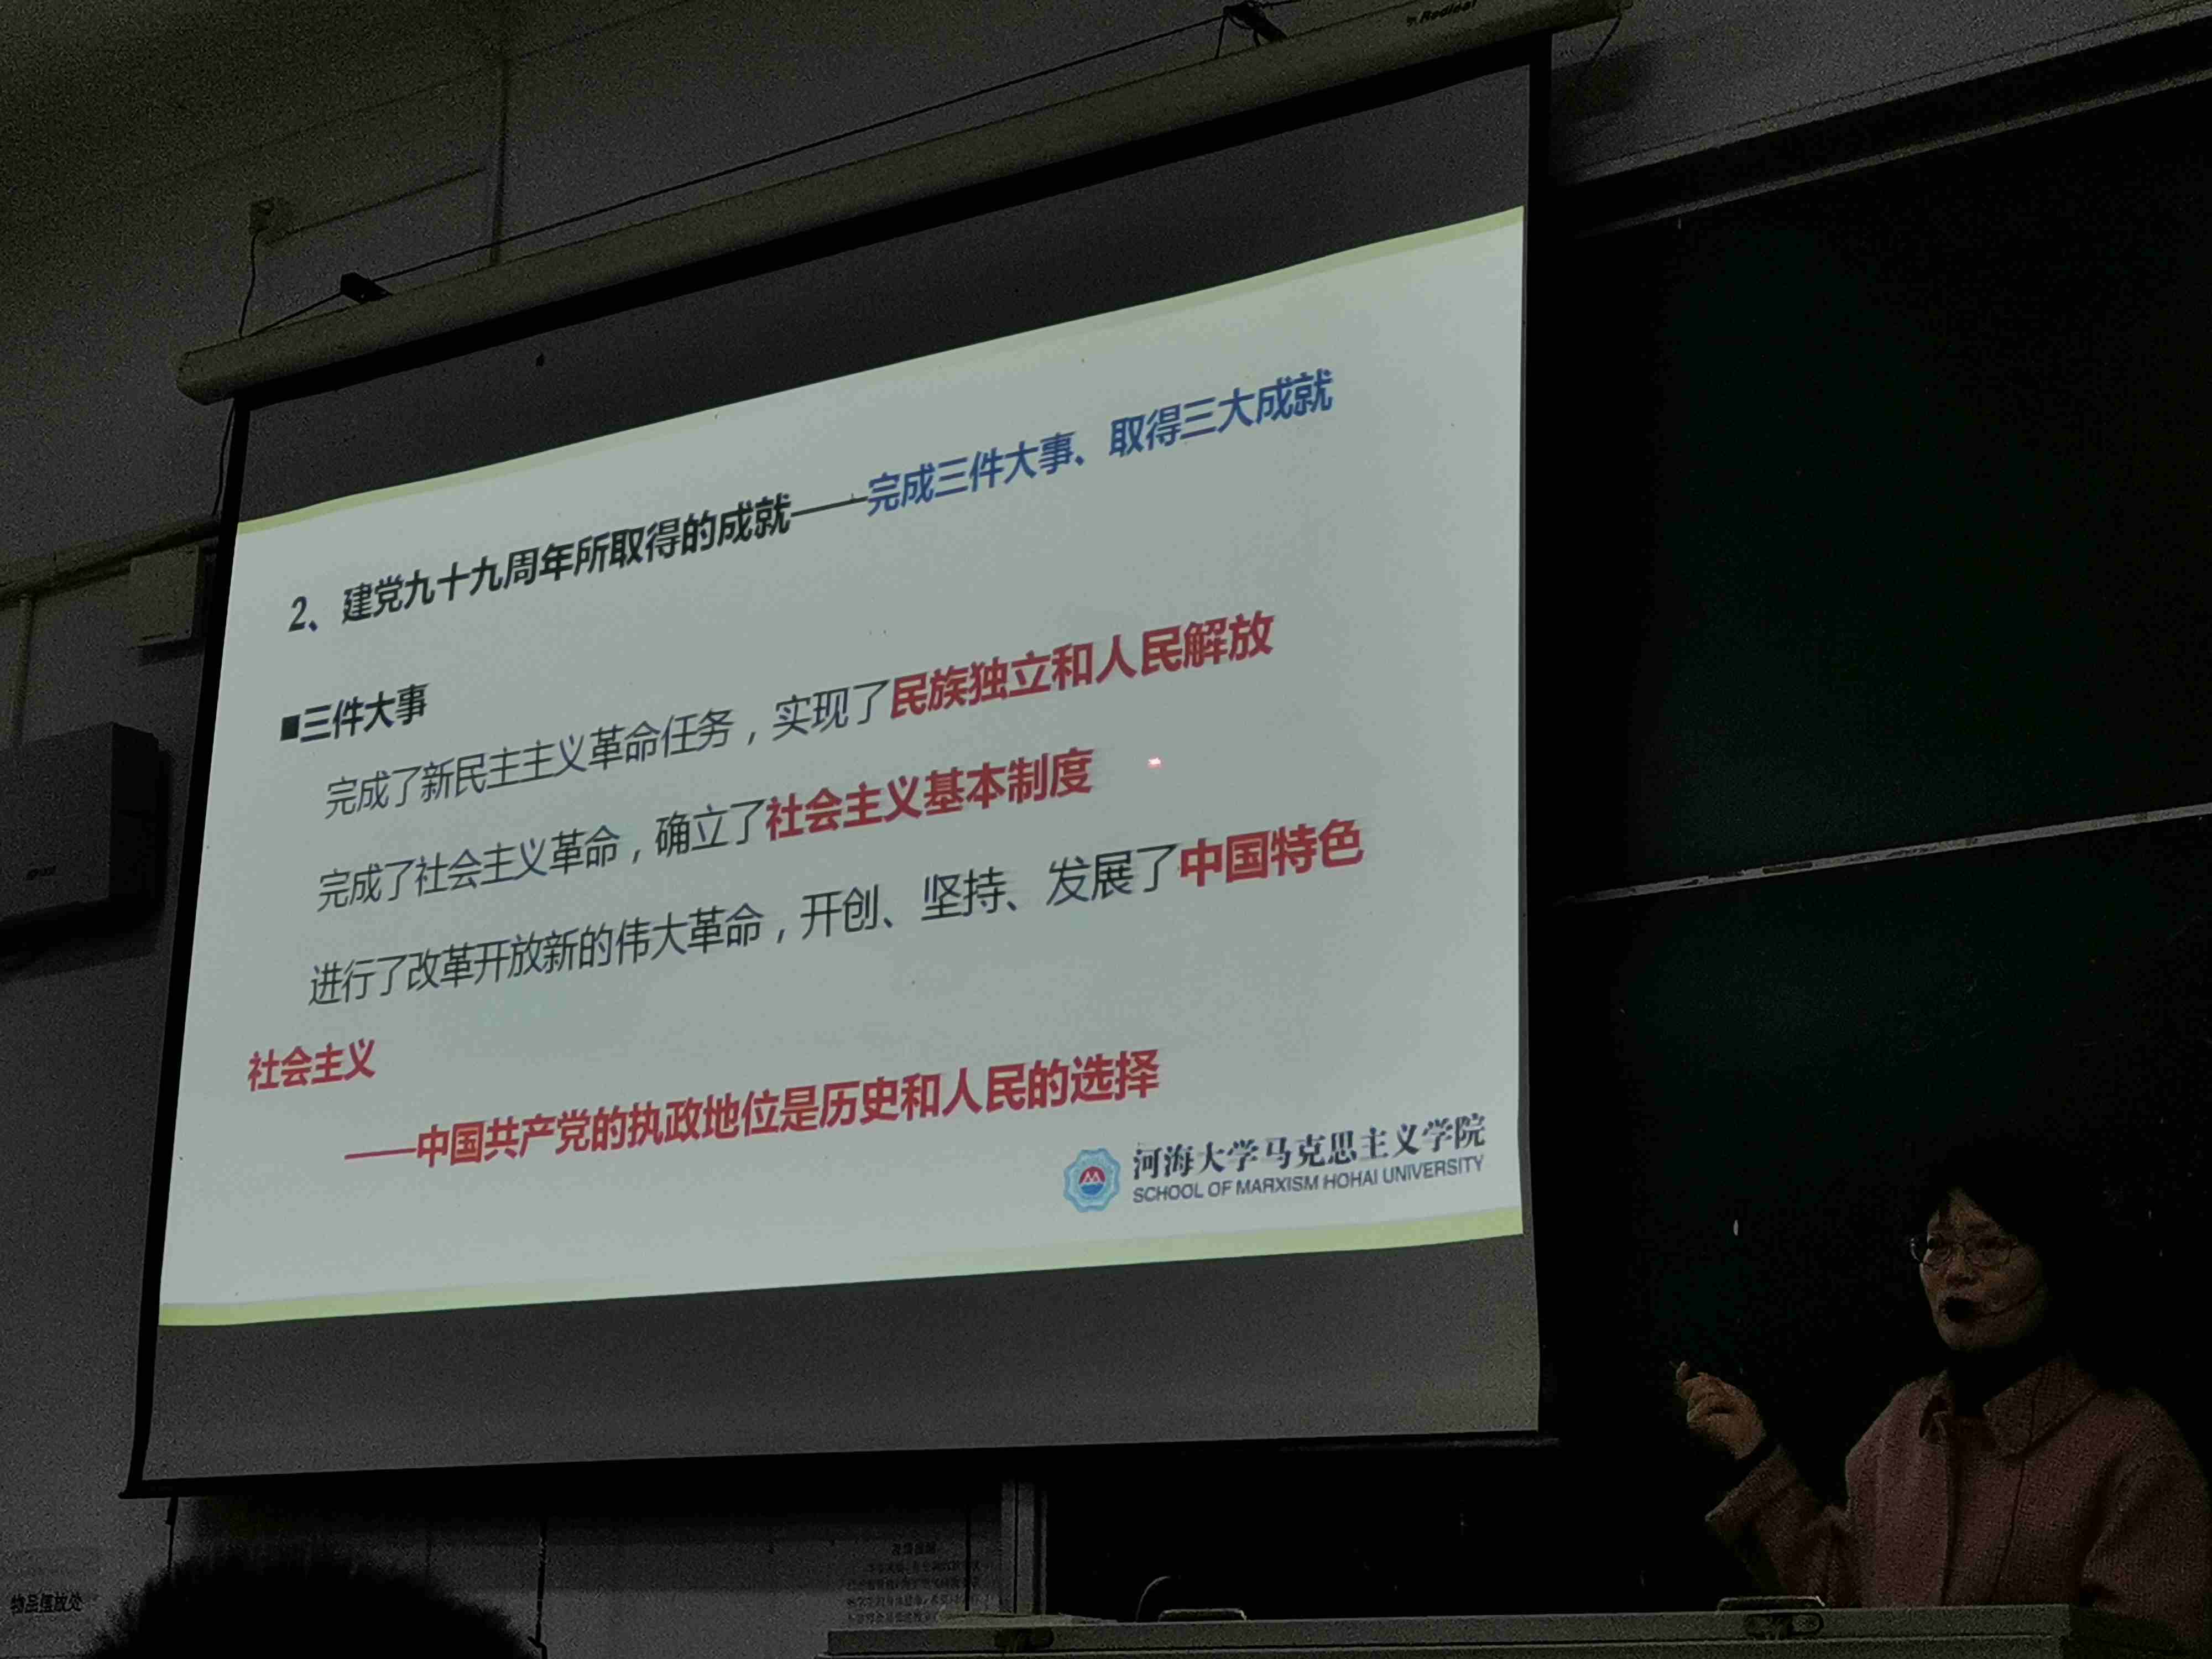 Redleaf
2、建党九十九周年所取得的成就——完成三件大事、取得三大成就
■三件大事
完成了新民主主义革命任务，实现了民族独立和人民解放
完成了社会主义革命，确立了社会主义基本制度
进行了改革开放新的伟大革命，开创、坚持、发展了中国特色
社会主义
——中国共产党的执政地位是历史和人民的选择
河海大学马克思主义学院
SCHOOL OF MARXISM HOHAI UNIVERSITY
物品摆放处